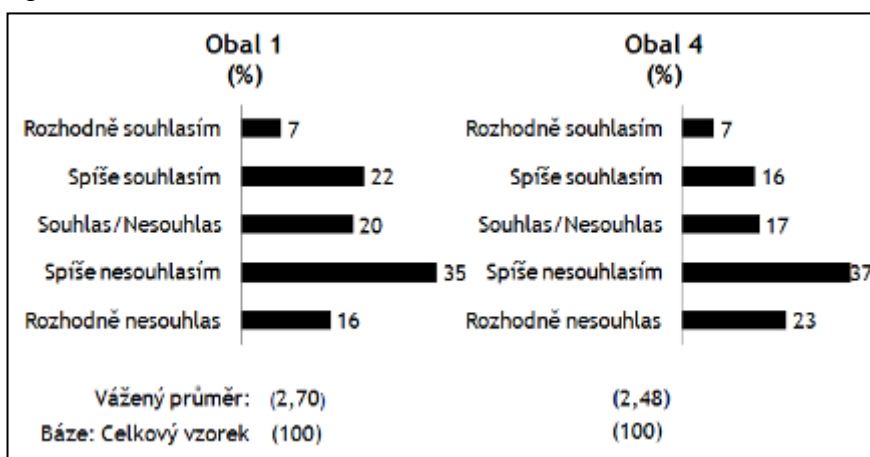 Obal 1
(%)
Rozhodně souhlasím 7
Spíše souhlasím 22
Souhlas/Nesouhlas 20
Spíše nesouhlasím 35
Rozhodně nesouhlas 16
Obal 4
(%)
Rozhodně souhlasím 7
Spíše souhlasím 16
Souhlas/Nesouhlas 17
Spíše nesouhlasím 37
Rozhodně nesouhlas 23
Vážený průměr: (2,70) (2,48)
Báze: Celkový vzorek (100) (100)